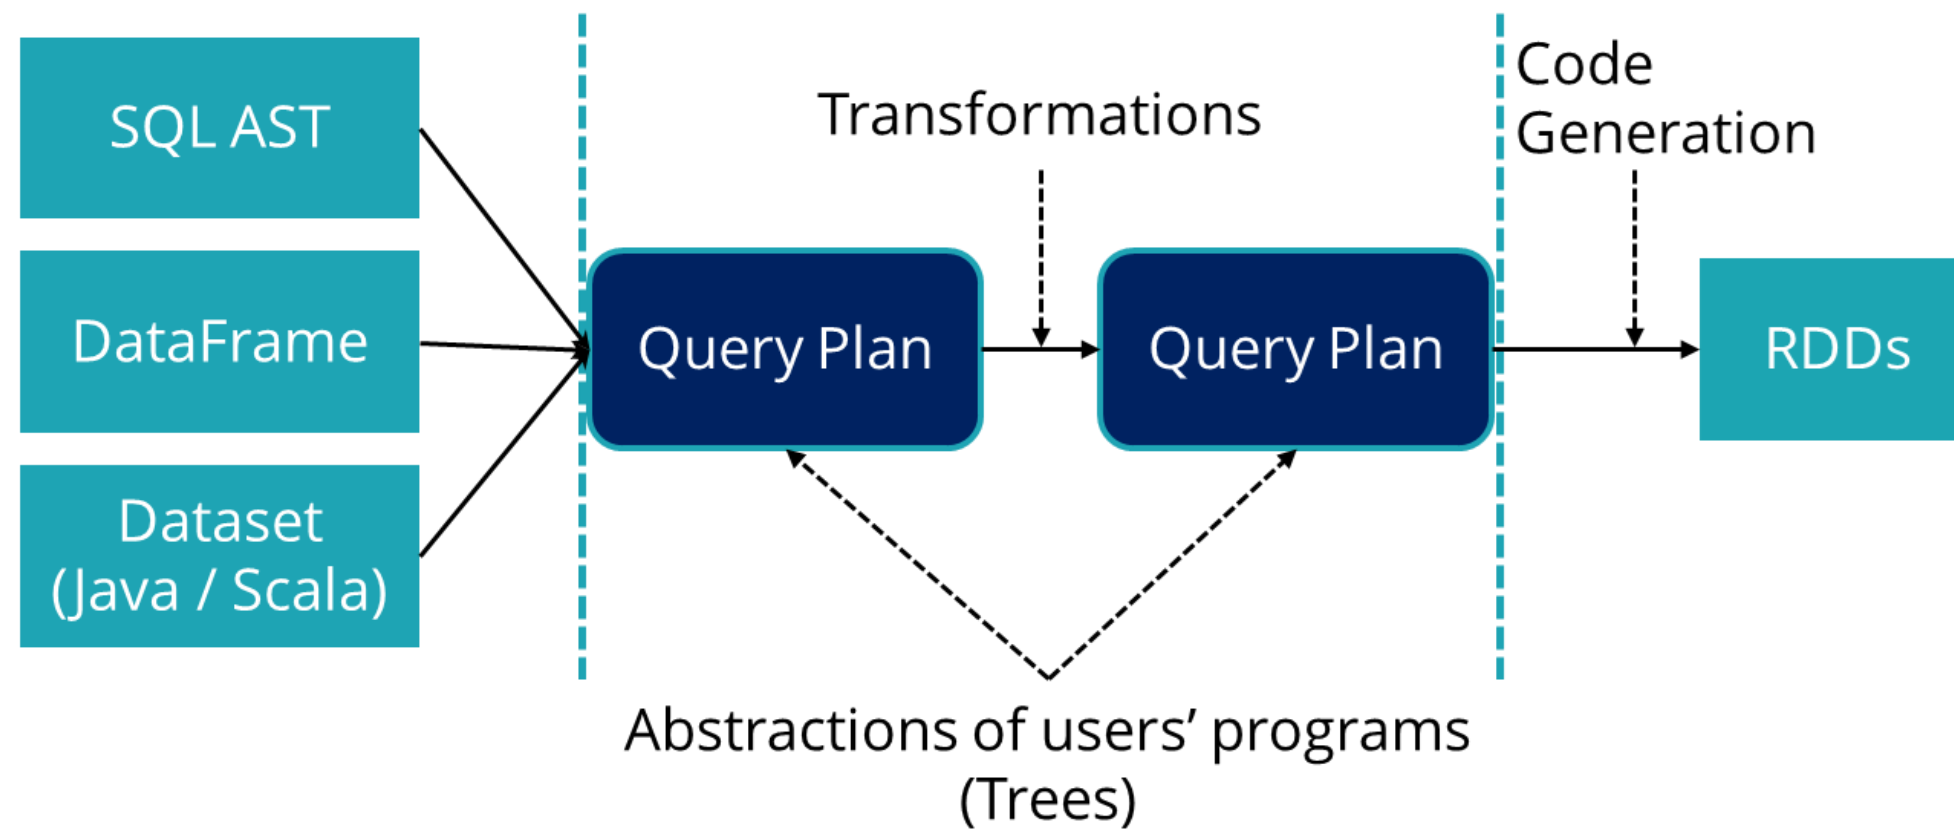 SQL AST
DataFrame
Dataset
(Java / Scala)
Transformations
Query Plan
Query Plan
Abstractions of users’ programs
(Trees)
Code
Generation
RDDs